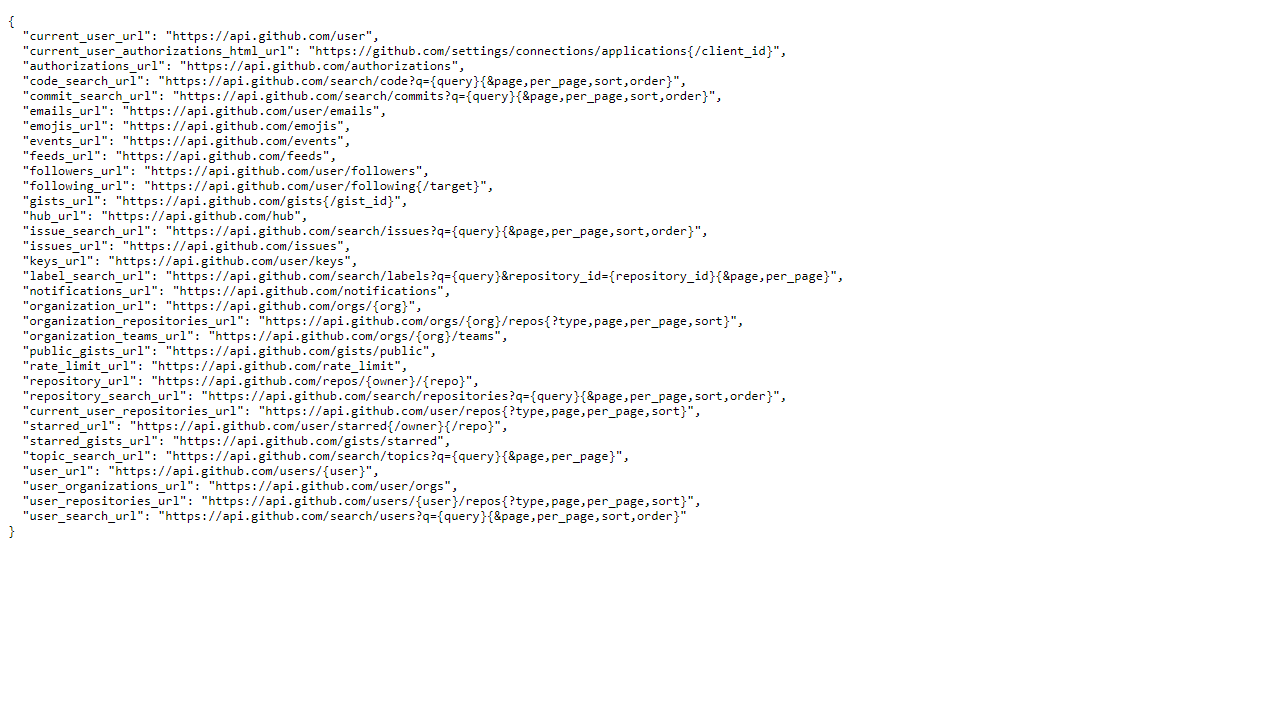 {
  "current_user_url": "https://api.github.com/user",
  "current_user_authorizations_html_url": "https://github.com/settings/connections/applications{/client_id}",
  "authorizations_url": "https://api.github.com/authorizations",
  "code_search_url": "https://api.github.com/search/code?q={query}{&page,per_page,sort,order}",
  "commit_search_url": "https://api.github.com/search/commits?q={query}{&page,per_page,sort,order}",
  "emails_url": "https://api.github.com/user/emails",
  "emojis_url": "https://api.github.com/emojis",
  "events_url": "https://api.github.com/events",
  "feeds_url": "https://api.github.com/feeds",
  "followers_url": "https://api.github.com/user/followers",
  "following_url": "https://api.github.com/user/following{/target}",
  "gists_url": "https://api.github.com/gists{/gist_id}",
  "hub_url": "https://api.github.com/hub",
  "issue_search_url": "https://api.github.com/search/issues?q={query}{&page,per_page,sort,order}",
  "issues_url": "https://api.github.com/issues",
  "keys_url": "https://api.github.com/user/keys",
  "label_search_url": "https://api.github.com/search/labels?q={query}&repository_id={repository_id}{&page,per_page}",
  "notifications_url": "https://api.github.com/notifications",
  "organization_url": "https://api.github.com/orgs/{org}",
  "organization_repositories_url": "https://api.github.com/orgs/{org}/repos{?type,page,per_page,sort}",
  "organization_teams_url": "https://api.github.com/orgs/{org}/teams",
  "public_gists_url": "https://api.github.com/gists/public",
  "rate_limit_url": "https://api.github.com/rate_limit",
  "repository_url": "https://api.github.com/repos/{owner}/{repo}",
  "repository_search_url": "https://api.github.com/search/repositories?q={query}{&page,per_page,sort,order}",
  "current_user_repositories_url": "https://api.github.com/user/repos{?type,page,per_page,sort}",
  "starred_url": "https://api.github.com/user/starred{/owner}{/repo}",
  "starred_gists_url": "https://api.github.com/gists/starred",
  "topic_search_url": "https://api.github.com/search/topics?q={query}{&page,per_page}",
  "user_url": "https://api.github.com/users/{user}",
  "user_organizations_url": "https://api.github.com/user/orgs",
  "user_repositories_url": "https://api.github.com/users/{user}/repos{?type,page,per_page,sort}",
  "user_search_url": "https://api.github.com/search/users?q={query}{&page,per_page,sort,order}"
}